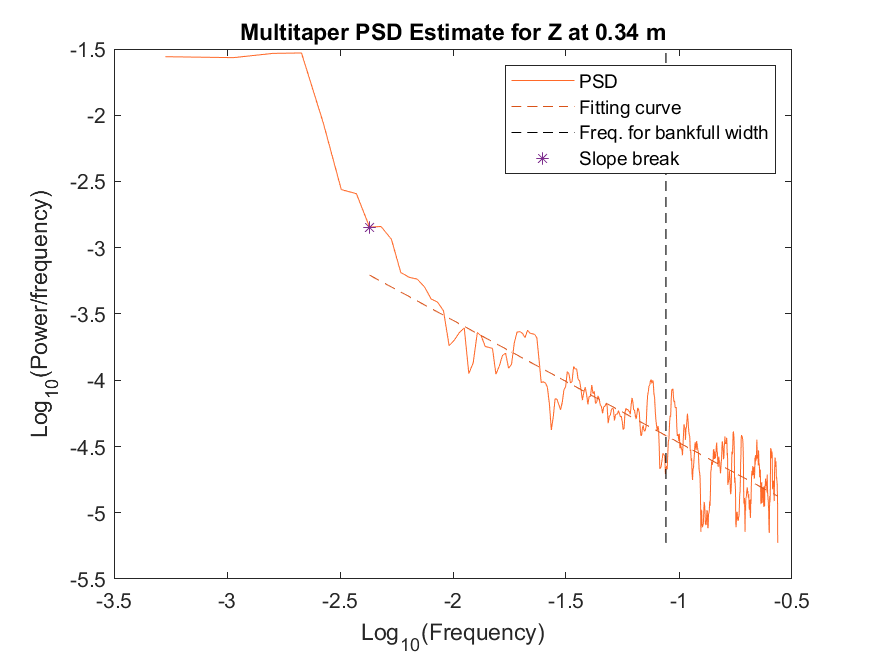 Multitaper PSD Estimate for Z at 0.34 m
-1.5
-2
-2.5
-3
-3.5
-4
-4.5
-5
-5.5
Log10(Power/frequency)
PSD
Fitting curve
Freq. for bankfull width
Slope break
-3.5 -3 -2.5 -2 -1.5 -1 -0.5
Log10(Frequency)